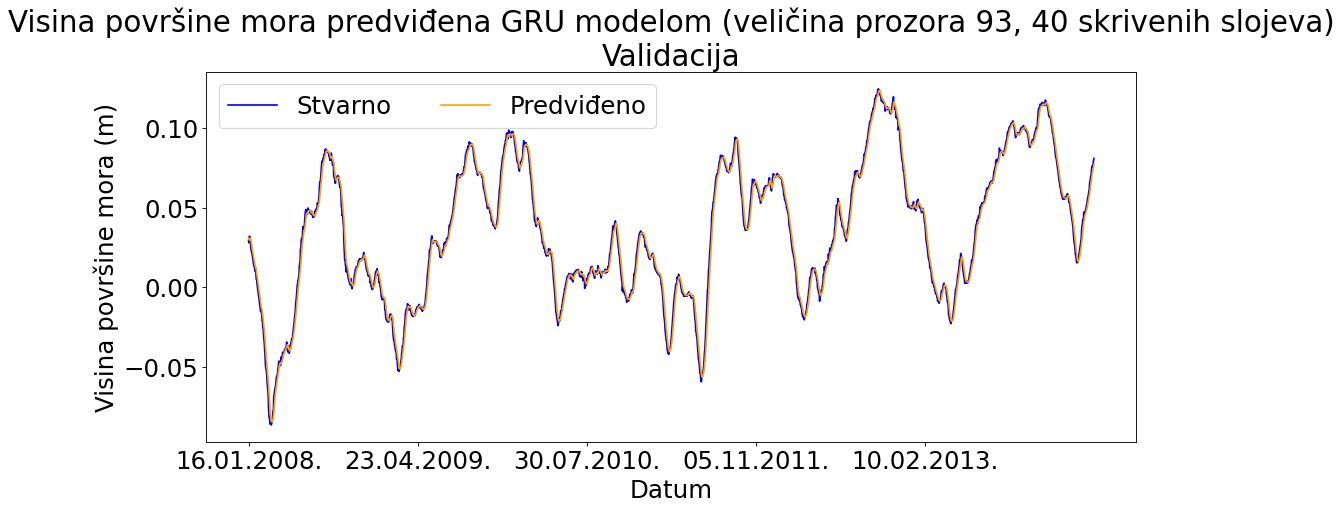 Visina površine mora predviđena GRU modelom (veličina prozora 93, 40 skrivenih slojeva)
Validacija
Stvarno
Predviđeno
Visina površine mora (m)
0.10
0.05
0.00
−0.05
16.01.2008.
23.04.2009.
30.07.2010.
05.11.2011.
10.02.2013.
Datum